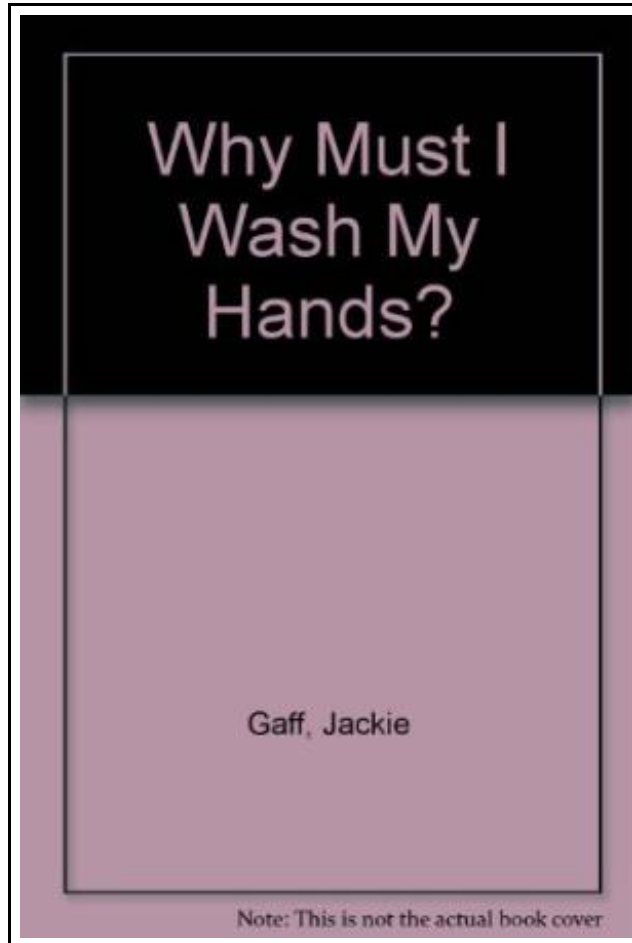 Why Must I
Wash My
Hands?
Gaff, Jackie
Note: This is not the actual book cover